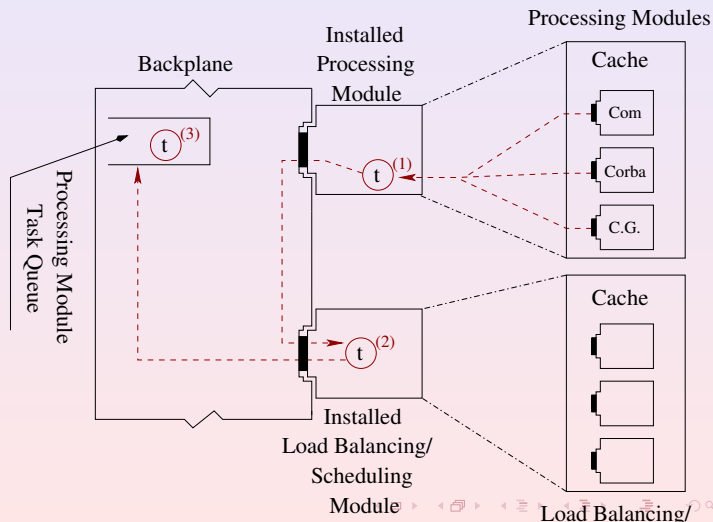 Processing Modules
Installed
Processing
Module
Backplane
Cache
Com
Corba
C.G.
t(3)
t(1)
Processing Module
Task Queue
t(2)
Cache
Installed
Load Balancing/
Scheduling
Module
Load Balancing/